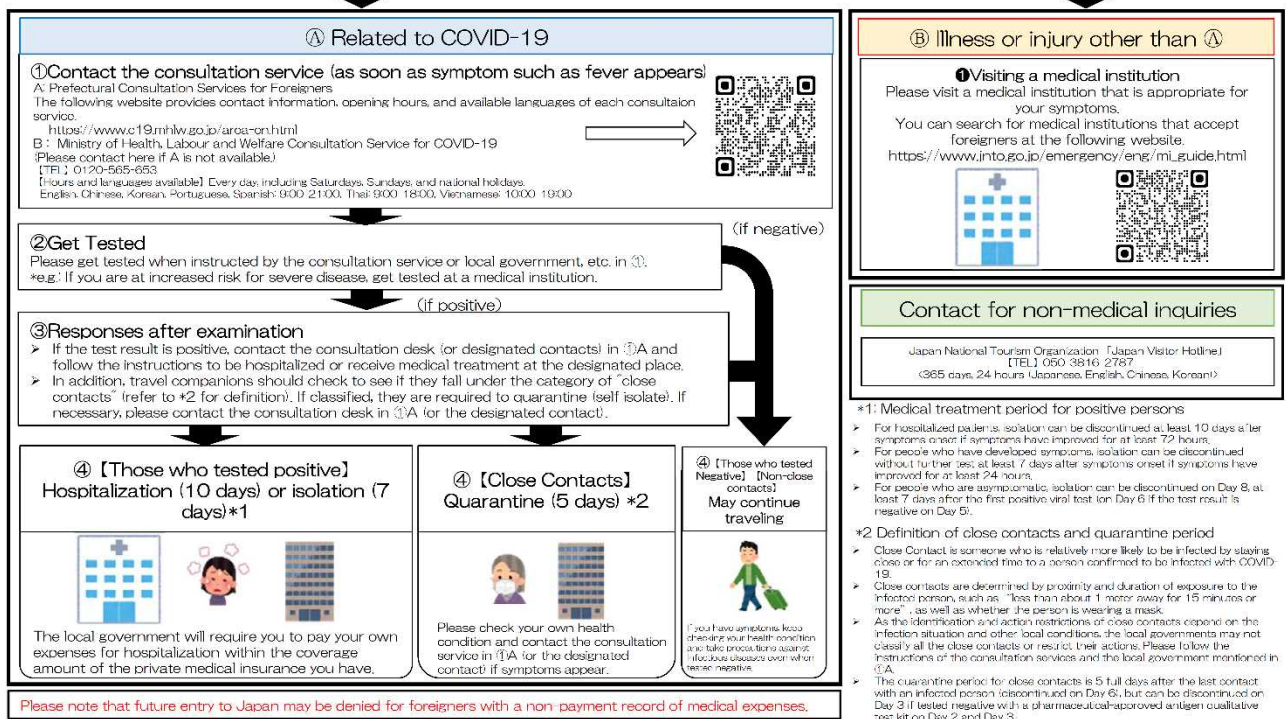 Ⓐ Related to COVID-19
①Contact the consultation service (as soon as symptom such as fever appears)
A: Prefectural Consultation Services for Foreigners
The following website provides contact information, opening hours, and available languages of each consultaion
service.
https://www.c19.mhlw.go.jp/area-en.html
B： Ministry of Health, Labour and Welfare Consultation Service for COVID-19
(Please contact here if A is not available.)
【TEL】0120-565-653
【Hours and languages available】Every day, including Saturdays, Sundays, and national holidays.
English, Chinese, Korean, Portuguese, Spanish: 9:00-21:00, Thai: 9:00-18:00, Vietnamese: 10:00-19:00
(if negative)
②Get Tested
Please get tested when instructed by the consultation service or local government, etc. in ①.
*e.g.: If you are at increased risk for severe disease, get tested at a medical institution.
(if positive)
③Responses after examination
➢ If the test result is positive, contact the consultation desk (or designated contacts) in ①A and
follow the instructions to be hospitalized or receive medical treatment at the designated place.
➢ In addition, travel companions should check to see if they fall under the category of "close
contacts" (refer to *2 for definition). If classified, they are required to quarantine (self isolate). If
necessary, please contact the consultation desk in ①A (or the designated contact).
④【Those who tested positive】
Hospitalization (10 days) or isolation (7
days)*1
The local government will require you to pay your own
expenses for hospitalization within the coverage
amount of the private medical insurance you have.
④【Close Contacts】
Quarantine (5 days) *2
Please check your own health
condition and contact the consultation
service in ①A (or the designated
contact) if symptoms appear.
④【Those who tested
Negative】【Non-close
contacts】
May continue
traveling
If you have symptoms, keep
checking your health condition
and take precautions against
infectious diseases even when
tested negative.
Please note that future entry to Japan may be denied for foreigners with a non-payment record of medical expenses.
Ⓑ Illness or injury other than Ⓐ
❶Visiting a medical institution
Please visit a medical institution that is appropriate for
your symptoms.
You can search for medical institutions that accept
foreigners at the following website.
https://www.jnto.go.jp/emergency/eng/mi_guide.html
Contact for non-medical inquiries
Japan National Tourism Organization 「Japan Visitor Hotline」
【TEL】050-3816-2787
<365 days, 24 hours (Japanese, English, Chinese, Korean)>
*1: Medical treatment period for positive persons
➢ For hospitalized patients, isolation can be discontinued at least 10 days after
symptoms onset if symptoms have improved for at least 72 hours.
➢ For people who have developed symptoms, isolation can be discontinued
without further test at least 7 days after symptoms onset if symptoms have
improved for at least 24 hours.
➢ For people who are asymptomatic, isolation can be discontinued on Day 8, at
least 7 days after the first positive viral test (on Day 6 if the test result is
negative on Day 5).
*2 Definition of close contacts and quarantine period
➢ Close Contact is someone who is relatively more likely to be infected by staying
close or for an extended time to a person confirmed to be infected with COVID-
19.
➢ Close contacts are determined by proximity and duration of exposure to the
infected person, such as "less than about 1 meter away for 15 minutes or
more" , as well as whether the person is wearing a mask.
➢ As the identification and action restrictions of close contacts depend on the
infection situation and other local conditions, the local governments may not
classify all the close contacts or restrict their actions. Please follow the
instructions of the consultation services and the local government mentioned in
①A.
➢ The quarantine period for close contacts is 5 full days after the last contact
with an infected person (discontinued on Day 6), but can be discontinued on
Day 3 if tested negative with a pharmaceutical-approved antigen qualitative
test kit on Day 2 and Day 3.